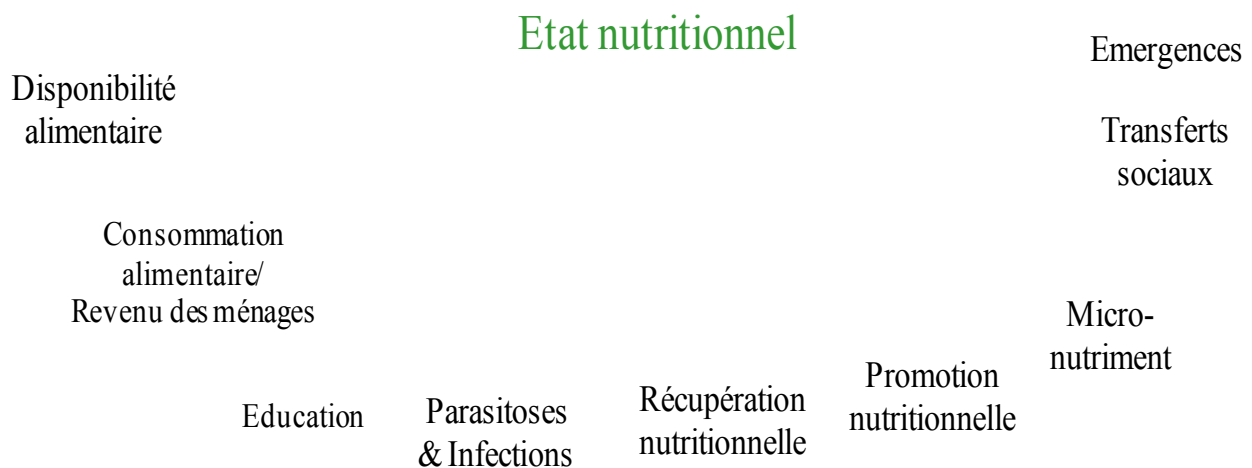 Etat nutritionnel
Emergences
Disponibilité
alimentaire
Transferts
sociaux
Consommation
alimentaire/
Revenu des ménages
Micro-
nutriment
Promotion
nutritionnelle
Récupération
nutritionnelle
Education
Parasitoses
& Infections